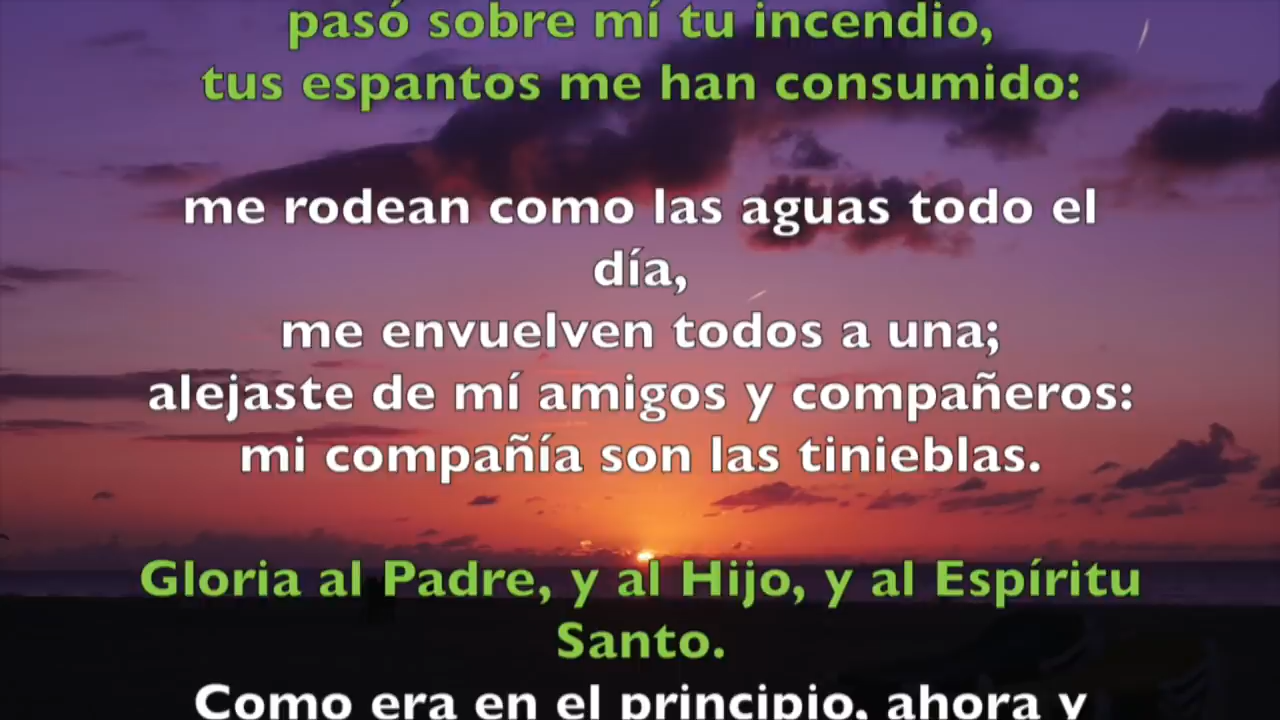 pasó sobre mí tu incendio,
tus espantos me han consumido:
me rodean como las aguas todo el
día,
me envuelven todos a una;
alejaste de mí amigos y compañeros:
mi compañía son las tinieblas.
Gloria al Padre, y al Hijo, y al Espíritu
Santo.
Como era en el principio, ahora y